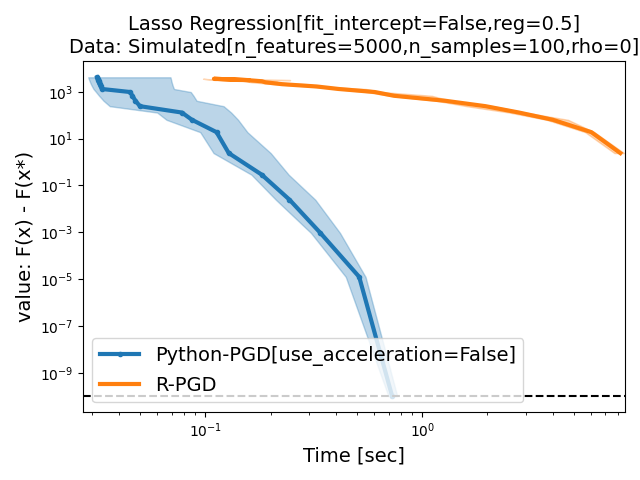 Lasso Regression[fit_intercept=False,reg=0.5]
Data: Simulated[n_features=5000,n_samples=100,rho=0]
value: F(x) - F(x*)
10³
10¹
10⁻¹
10⁻³
10⁻⁵
10⁻⁷
10⁻⁹
Python-PGD[use_acceleration=False]
R-PGD
10⁻¹ 10⁰
Time [sec]